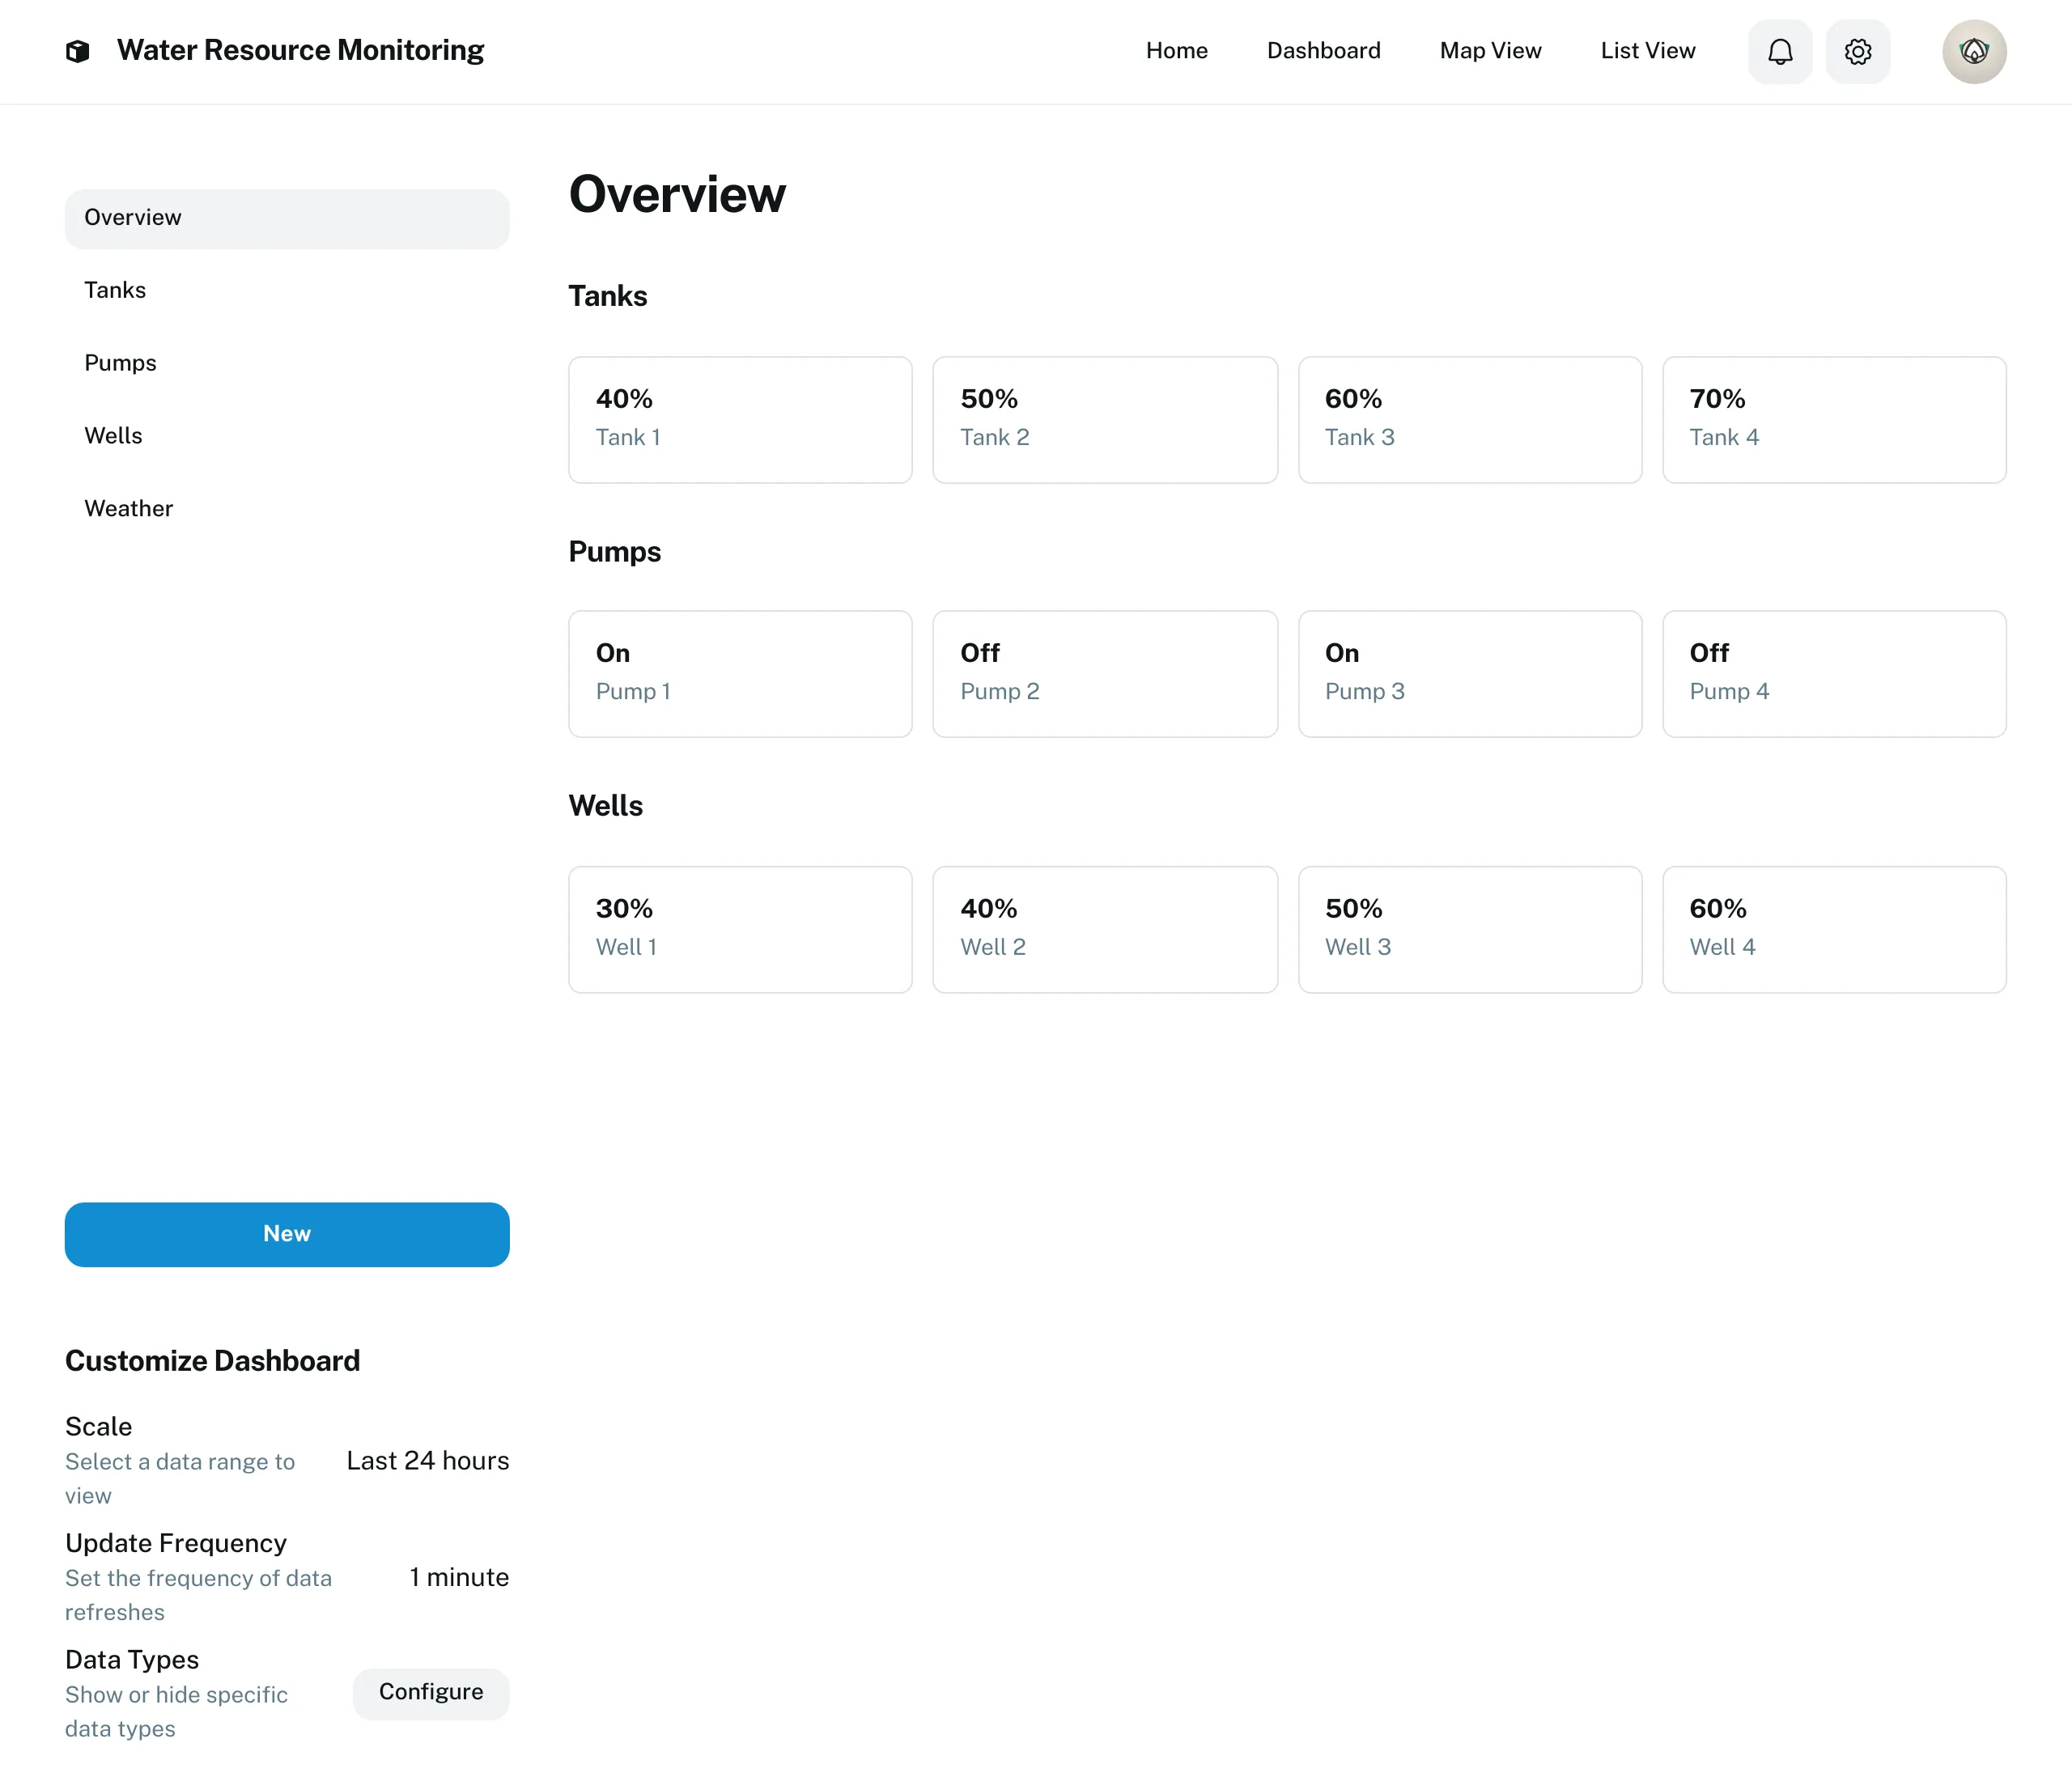 Water Resource Monitoring
Home
Dashboard
Map View
List View
Overview
Tanks
Pumps
Wells
Weather
New
Customize Dashboard
Scale
Select a data range to
view
Last 24 hours
Update Frequency
Set the frequency of data
refreshes
1 minute
Data Types
Show or hide specific
data types
Configure
Overview
Tanks
40%
Tank 1
50%
Tank 2
60%
Tank 3
70%
Tank 4
Pumps
On
Pump 1
Off
Pump 2
On
Pump 3
Off
Pump 4
Wells
30%
Well 1
40%
Well 2
50%
Well 3
60%
Well 4